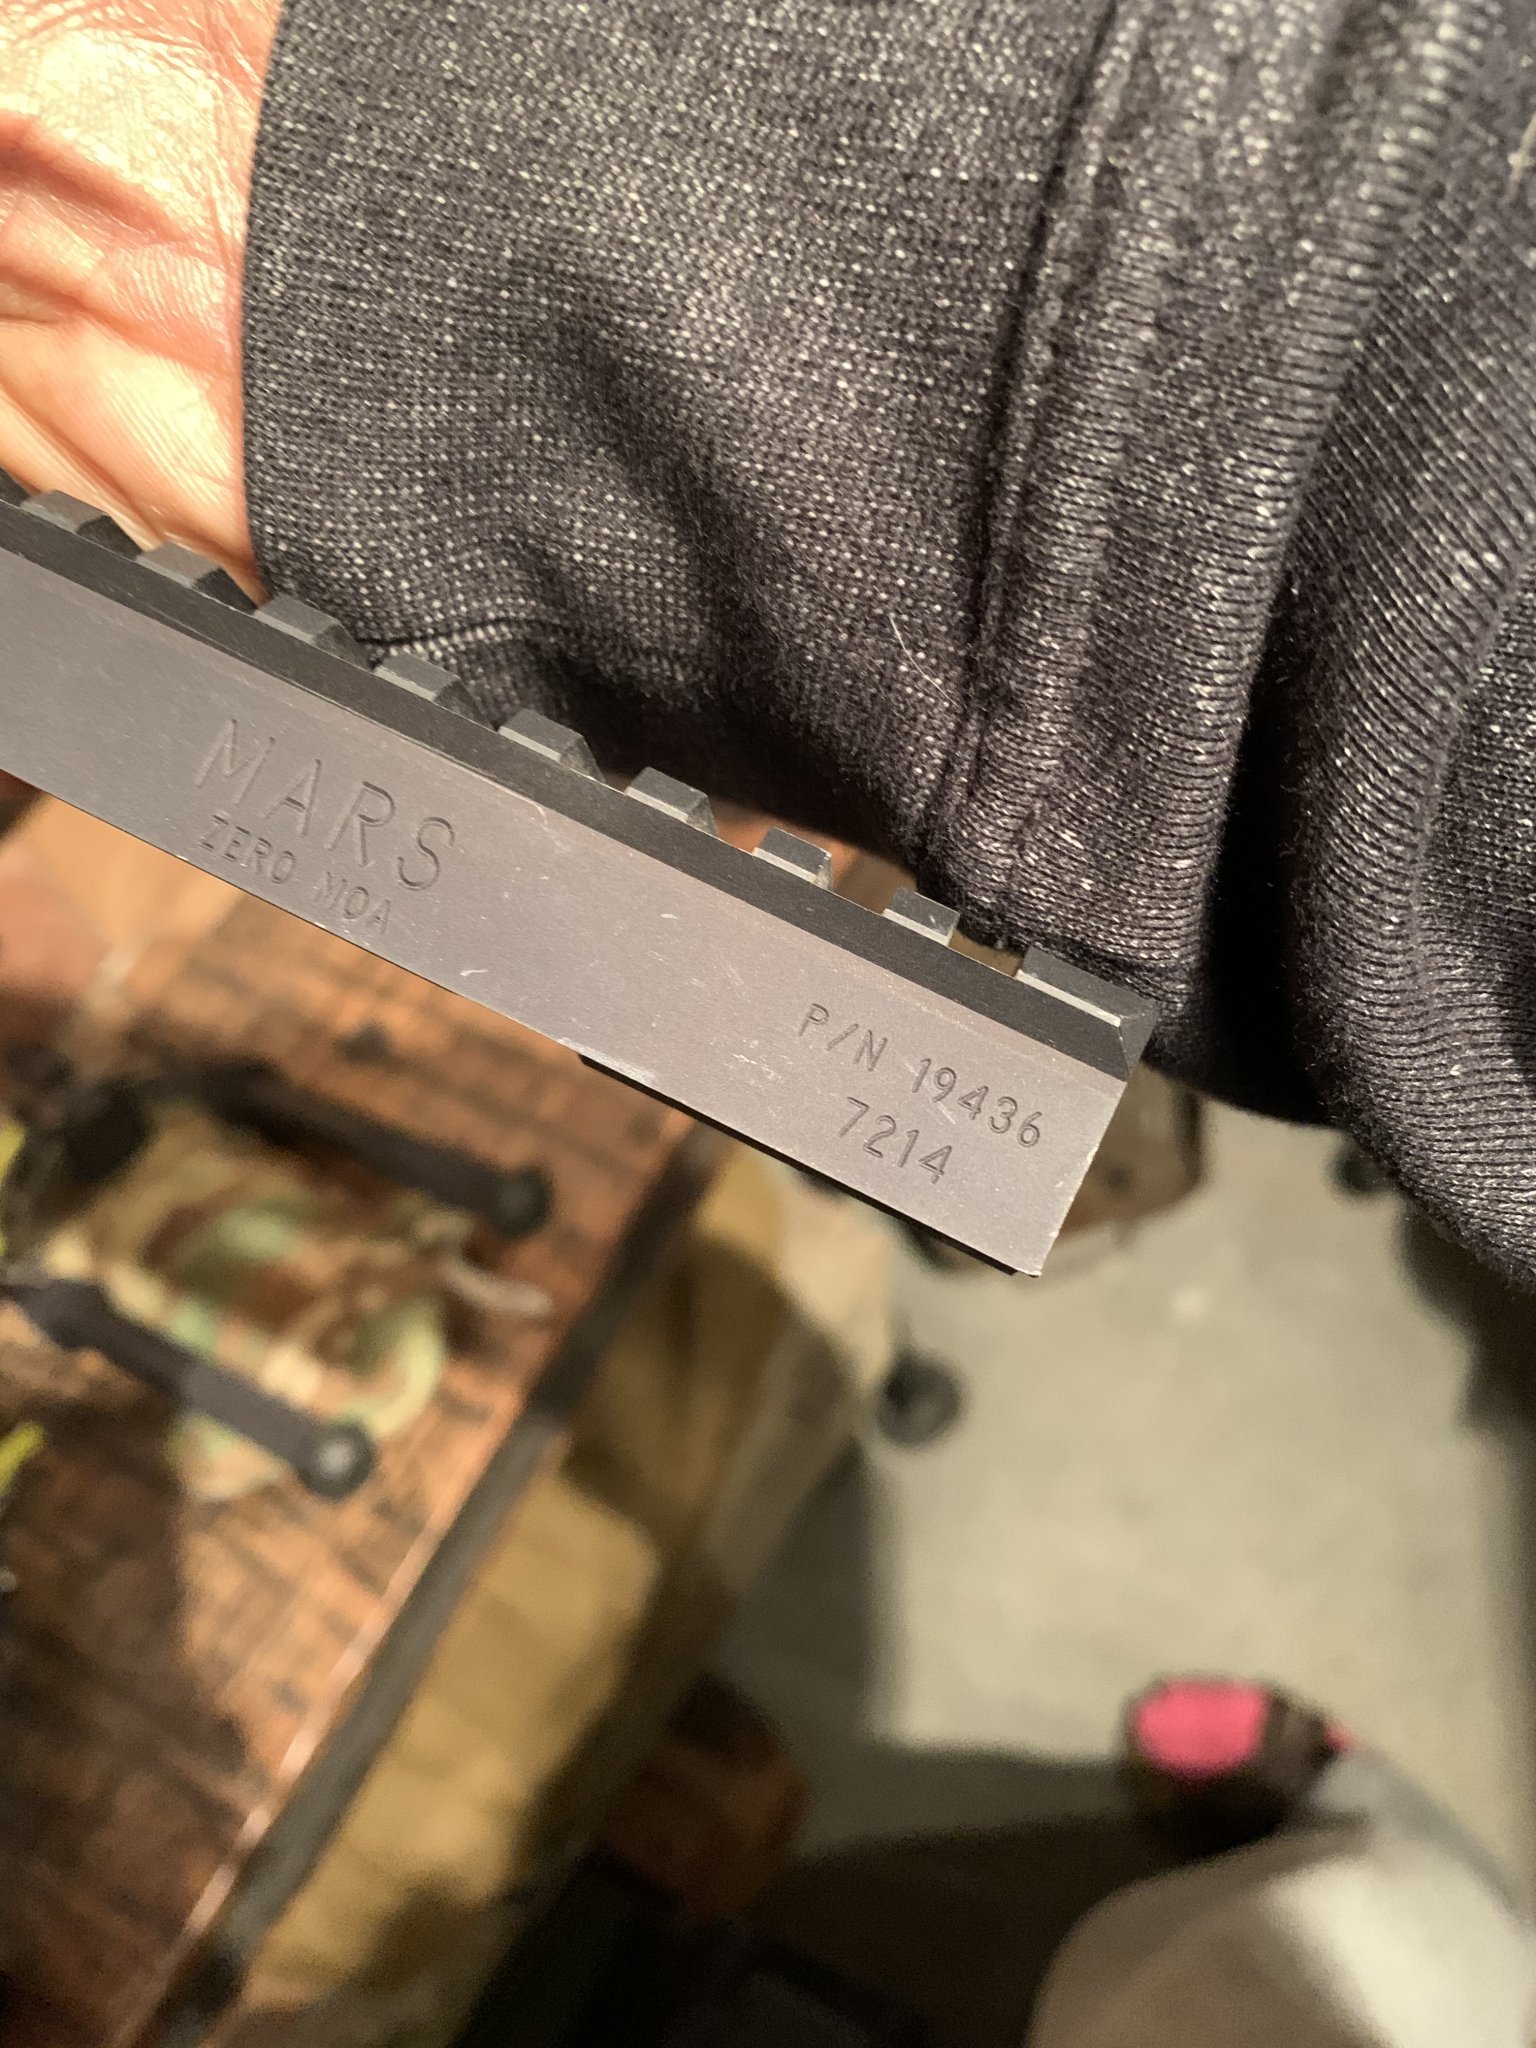 MARS
ZERO MOA
P/N 19436
7214